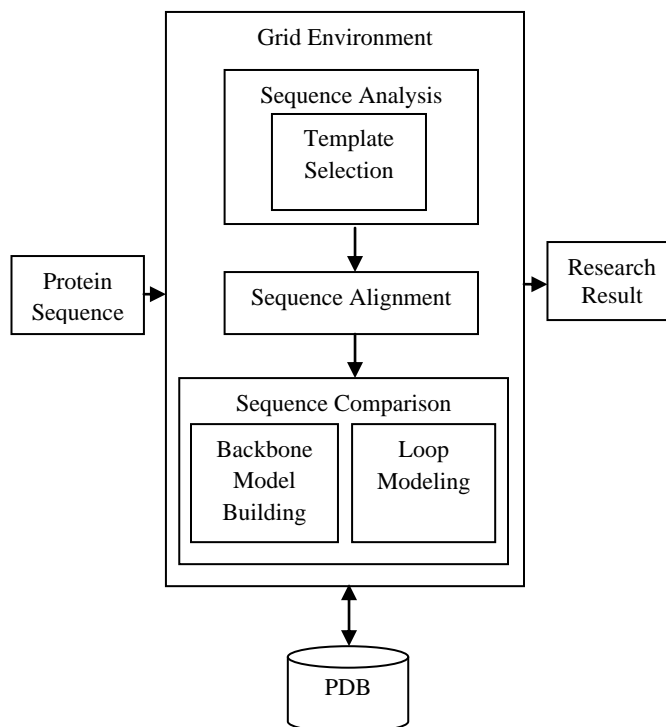 Grid Environment
Sequence Analysis
Template
Selection
Protein
Sequence
Sequence Alignment
Research
Result
Sequence Comparison
Backbone
Model
Building
Loop
Modeling
PDB